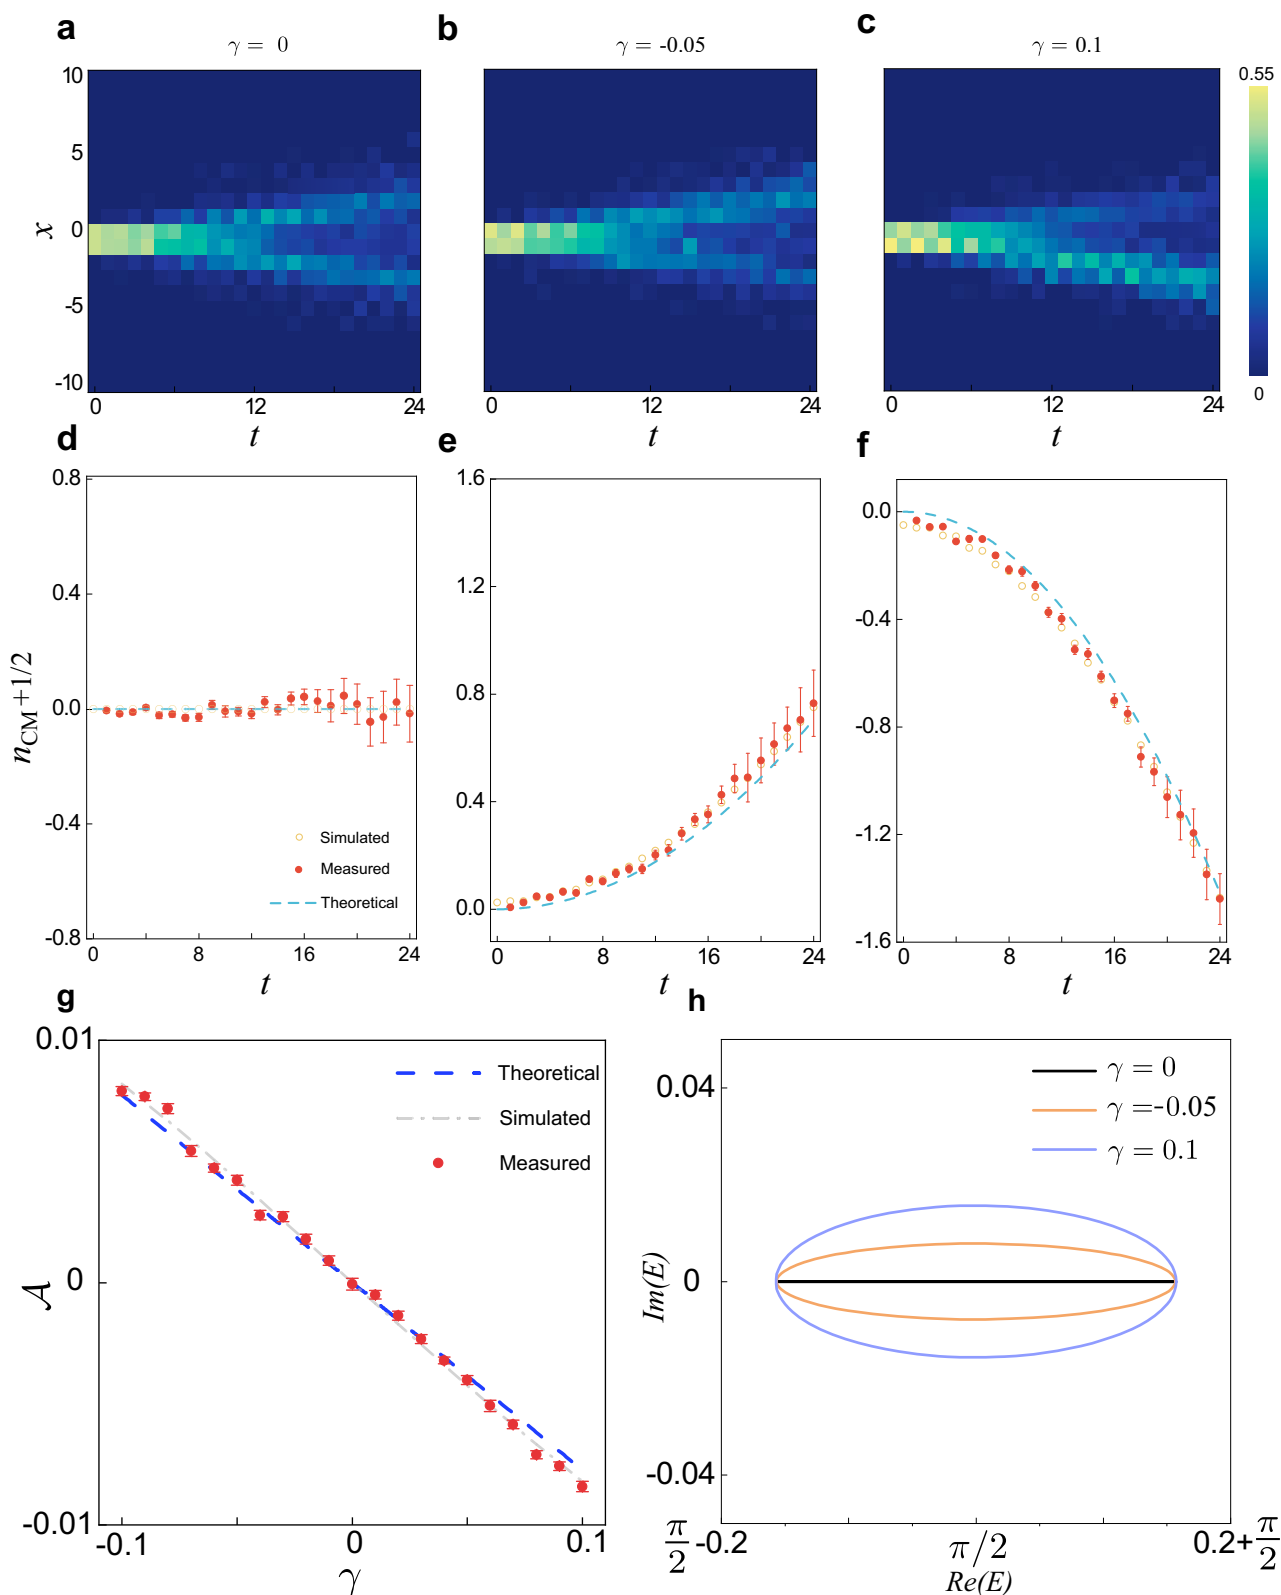 a
γ = 0
b
γ = -0.05
c
γ = 0.1
10
5
0
-5
-10
x
0
12
24
t
0
12
24
t
0
12
24
t
0.55
0
d
0.8
0.4
0.0
-0.4
-0.8
n_CM+1/2
Simulated
Measured
Theoretical
0
8
16
24
t
e
1.6
1.2
0.8
0.4
0.0
0
8
16
24
t
f
0.0
-0.4
-0.8
-1.2
-1.6
0
8
16
24
t
g
0.01
0
-0.01
𝒜
Theoretical
Simulated
Measured
-0.1
0
0.1
γ
h
0.04
0
-0.04
Im(E)
γ = 0
γ =-0.05
γ = 0.1
π/2 -0.2
π/2
0.2+π/2
Re(E)